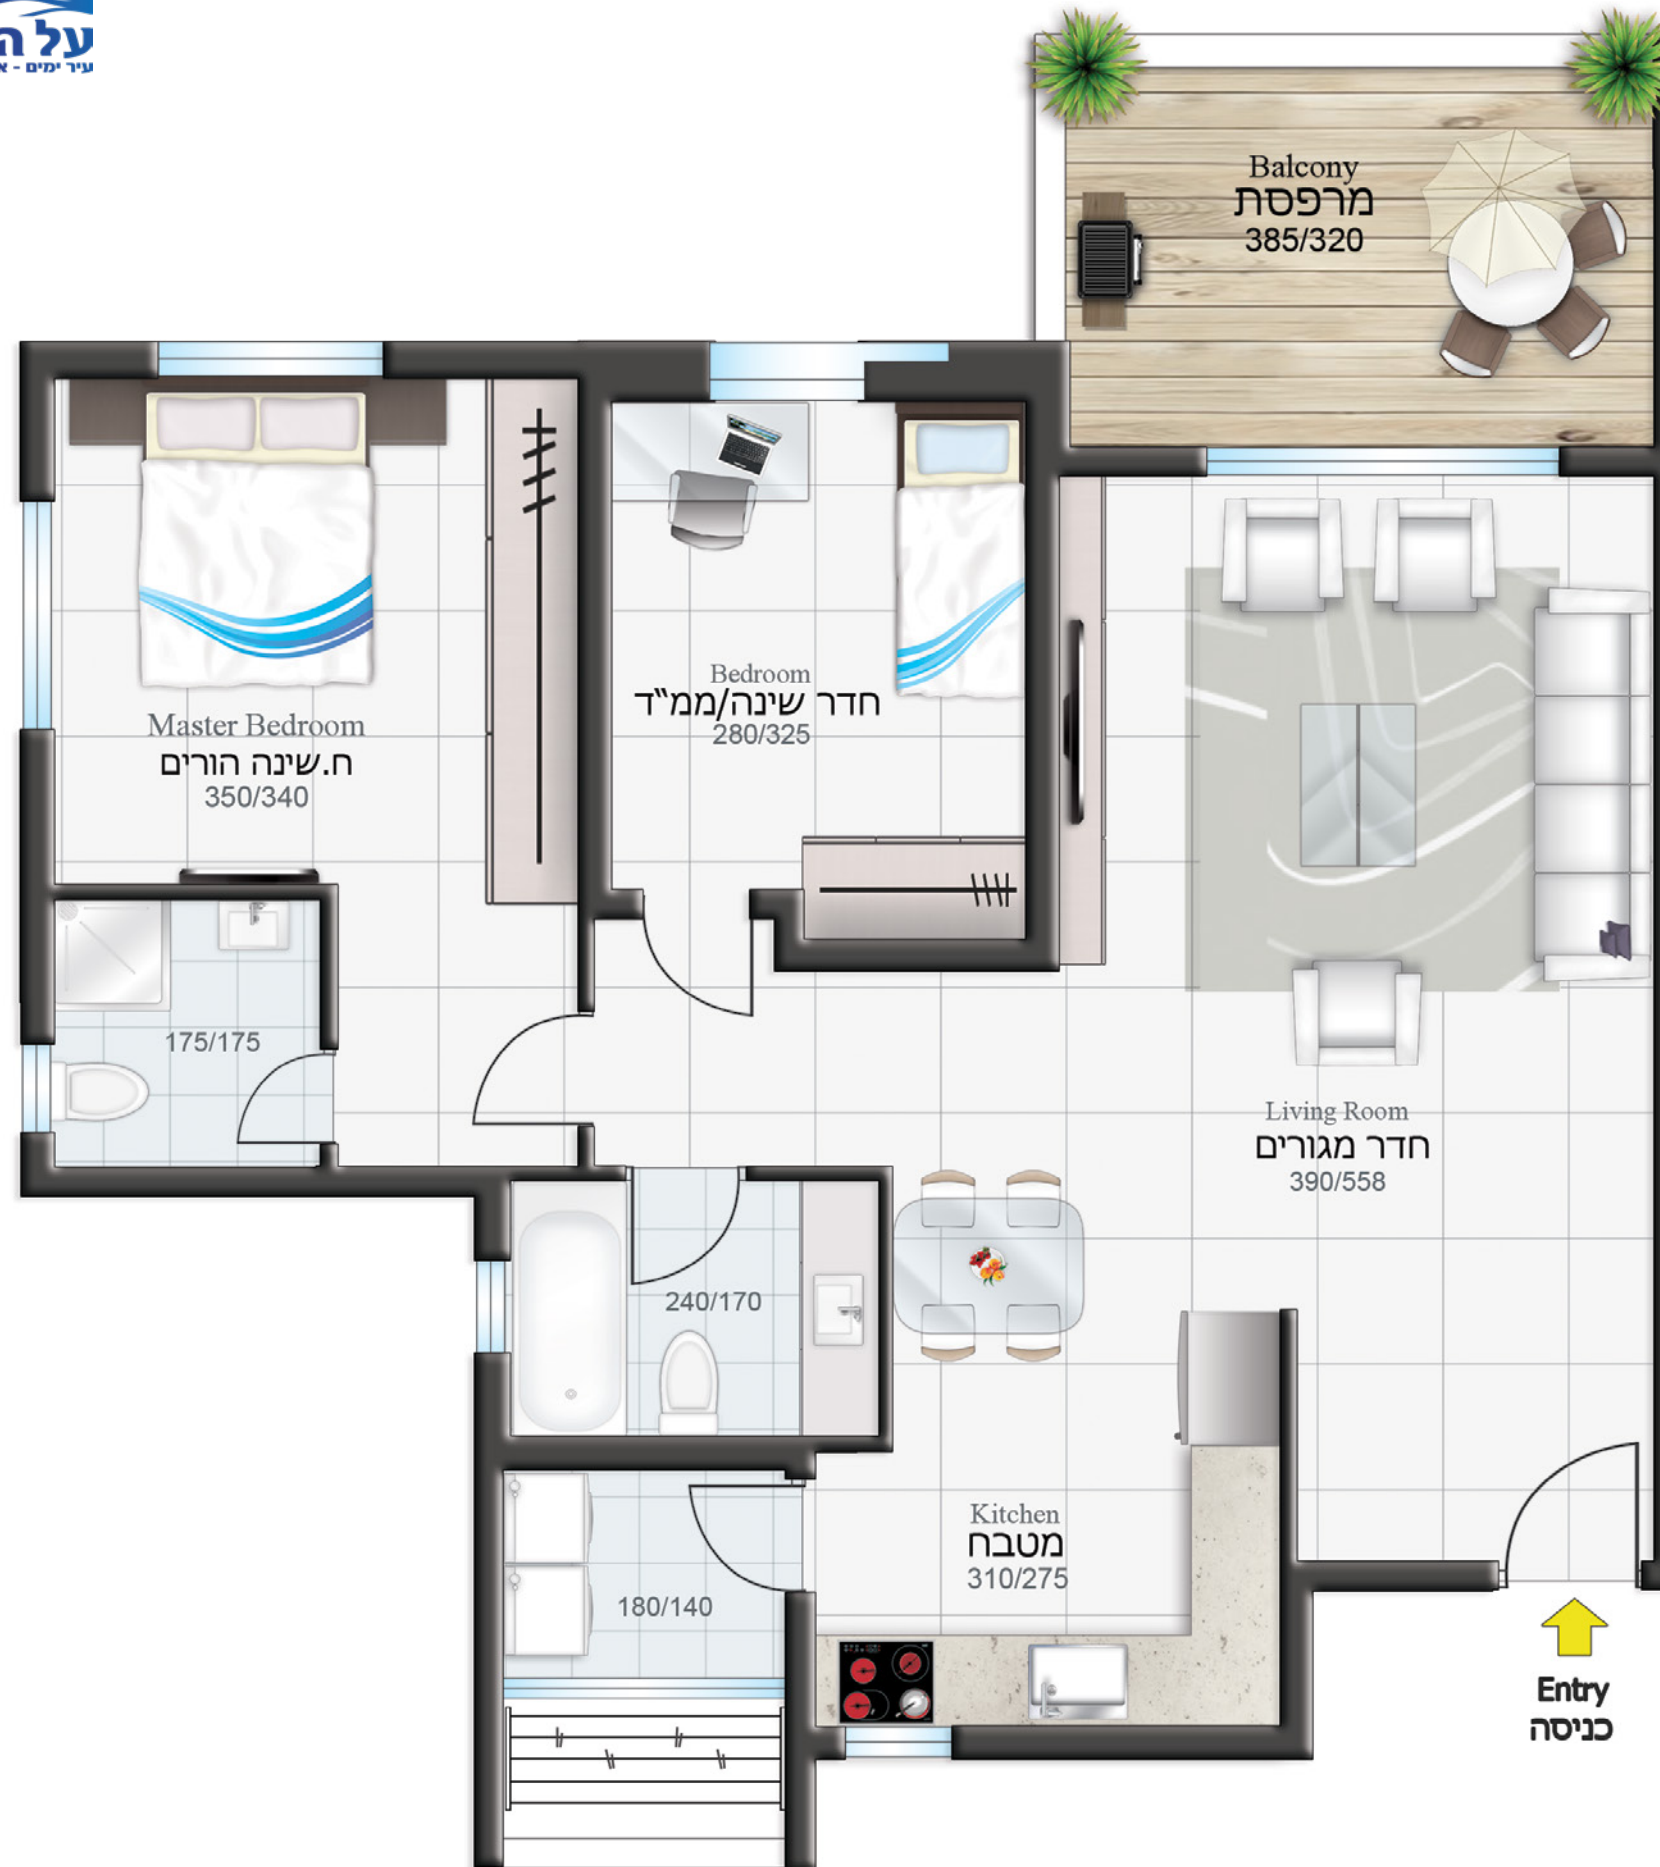 על ה
עיר ימים - א
Balcony
מרפסת
385/320
Master Bedroom
ח.שינה הורים
350/340
Bedroom
חדר שינה/ממ"ד
280/325
175/175
Living Room
חדר מגורים
390/558
240/170
Kitchen
מטבח
310/275
180/140
Entry
כניסה